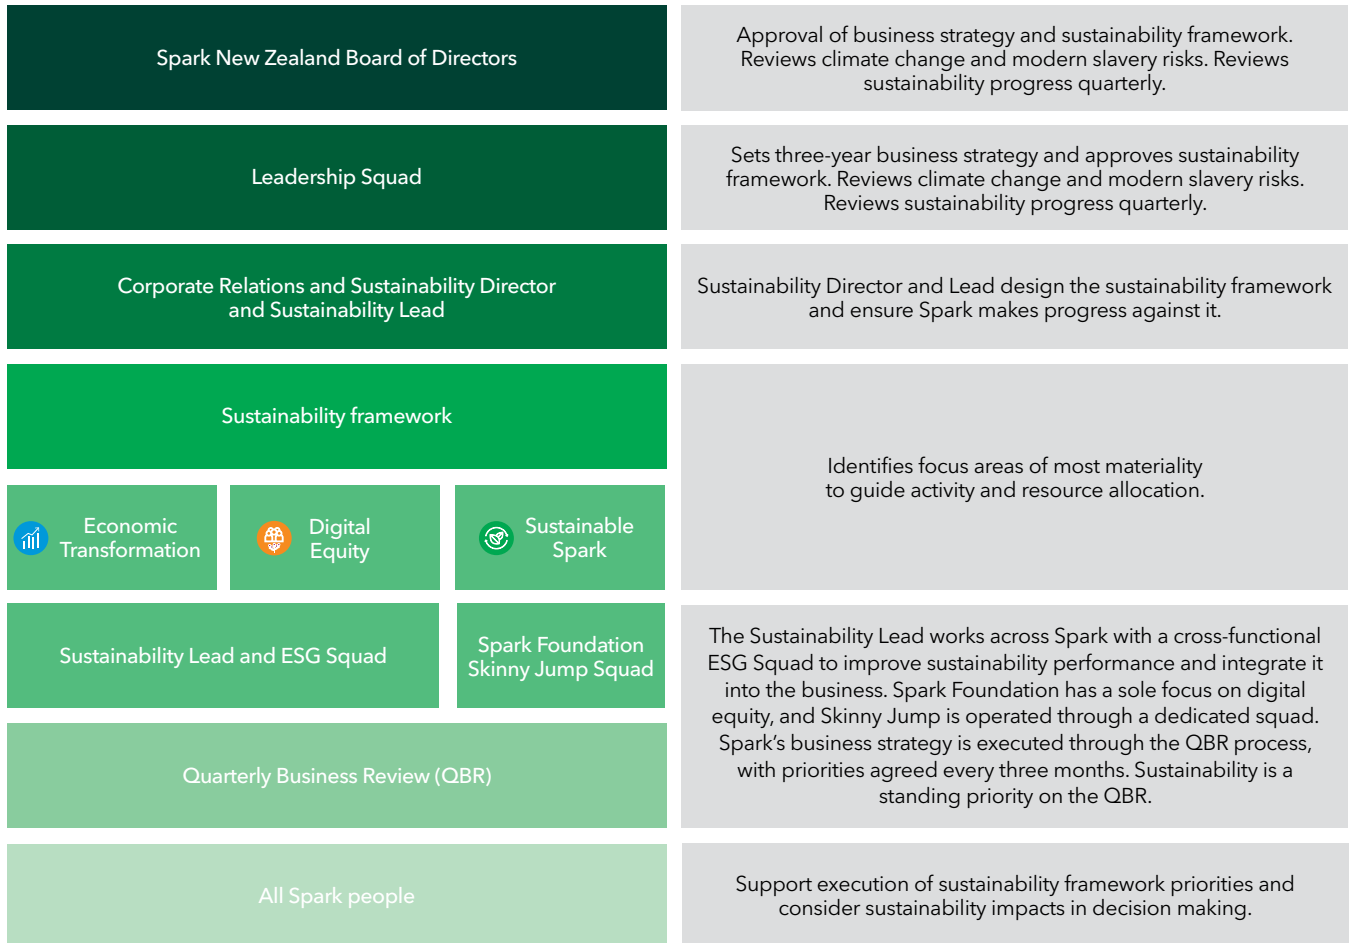 Spark New Zealand Board of Directors
Approval of business strategy and sustainability framework.
Reviews climate change and modern slavery risks. Reviews
sustainability progress quarterly.
Leadership Squad
Sets three-year business strategy and approves sustainability
framework. Reviews climate change and modern slavery risks.
Reviews sustainability progress quarterly.
Corporate Relations and Sustainability Director
and Sustainability Lead
Sustainability Director and Lead design the sustainability framework
and ensure Spark makes progress against it.
Sustainability framework
Economic
Transformation
Digital
Equity
Sustainable
Spark
Identifies focus areas of most materiality
to guide activity and resource allocation.
Sustainability Lead and ESG Squad
Spark Foundation
Skinny Jump Squad
Quarterly Business Review (QBR)
The Sustainability Lead works across Spark with a cross-functional
ESG Squad to improve sustainability performance and integrate it
into the business. Spark Foundation has a sole focus on digital
equity, and Skinny Jump is operated through a dedicated squad.
Spark’s business strategy is executed through the QBR process,
with priorities agreed every three months. Sustainability is a
standing priority on the QBR.
All Spark people
Support execution of sustainability framework priorities and
consider sustainability impacts in decision making.